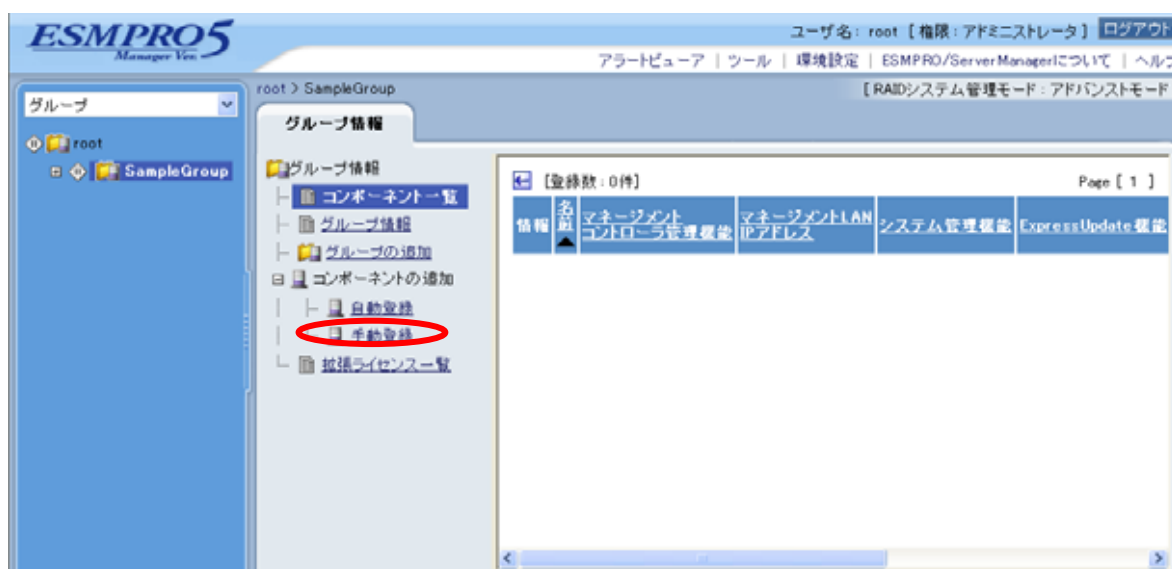 ESMPRO5
Manager Ver.
ユーザ名: root [ 権限: アドミニストレータ ] ログアウト
アラートビューア | ツール | 環境設定 | ESMPRO/ServerManagerについて | ヘルプ
グループ
root > SampleGroup
[ RAIDシステム管理モード: アドバンストモード
グループ情報
root
SampleGroup
グループ情報
コンポーネント一覧
グループ情報
グループの追加
コンポーネントの追加
自動登録
手動登録
拡張ライセンス一覧
[登録数: 0件]
Page [ 1 ]
情報
名前▲
マネージメント
コントローラ管理機能
マネージメントLAN
IPアドレス
システム管理機能
ExpressUpdate機能